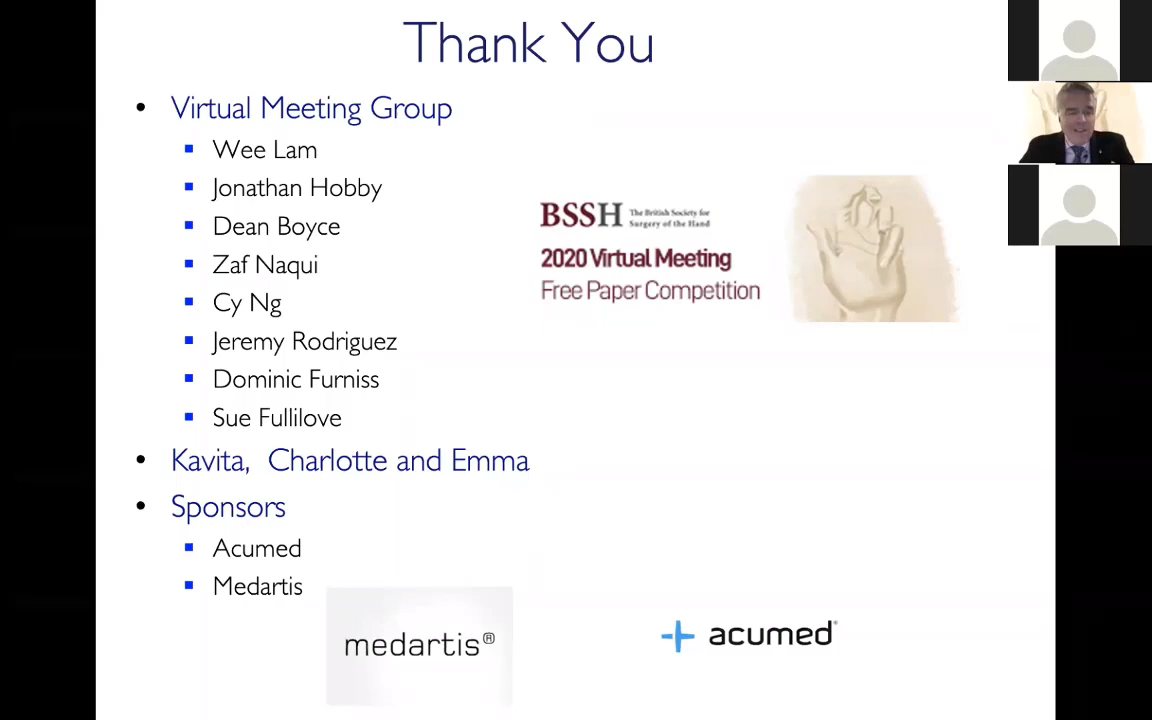 Thank You
• Virtual Meeting Group
▪ Wee Lam
▪ Jonathan Hobby
▪ Dean Boyce
▪ Zaf Naqui
▪ Cy Ng
▪ Jeremy Rodriguez
▪ Dominic Furniss
▪ Sue Fullilove
• Kavita, Charlotte and Emma
• Sponsors
▪ Acumed
▪ Medartis
BSSH The British Society for
Surgery of the Hand
2020 Virtual Meeting
Free Paper Competition
medartis®
acumed®